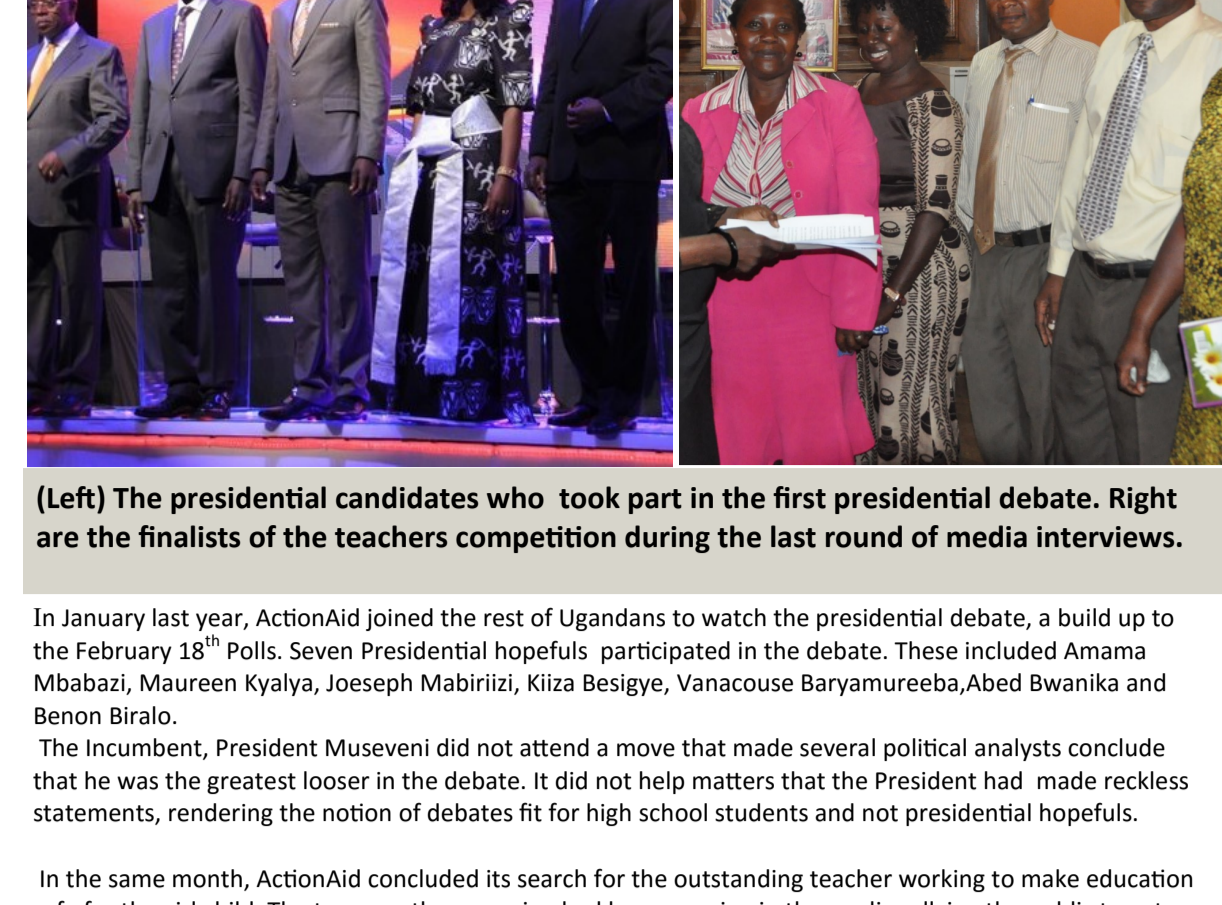 (Left) The presidential candidates who  took part in the first presidential debate. Right
are the finalists of the teachers competition during the last round of media interviews.
In January last year, ActionAid joined the rest of Ugandans to watch the presidential debate, a build up to
the February 18th Polls. Seven Presidential hopefuls  participated in the debate. These included Amama
Mbabazi, Maureen Kyalya, Joeseph Mabiriizi, Kiiza Besigye, Vanacouse Baryamureeba,Abed Bwanika and
Benon Biralo.
The Incumbent, President Museveni did not attend a move that made several political analysts conclude
that he was the greatest looser in the debate. It did not help matters that the President had  made reckless
statements, rendering the notion of debates fit for high school students and not presidential hopefuls.
In the same month, ActionAid concluded its search for the outstanding teacher working to make education